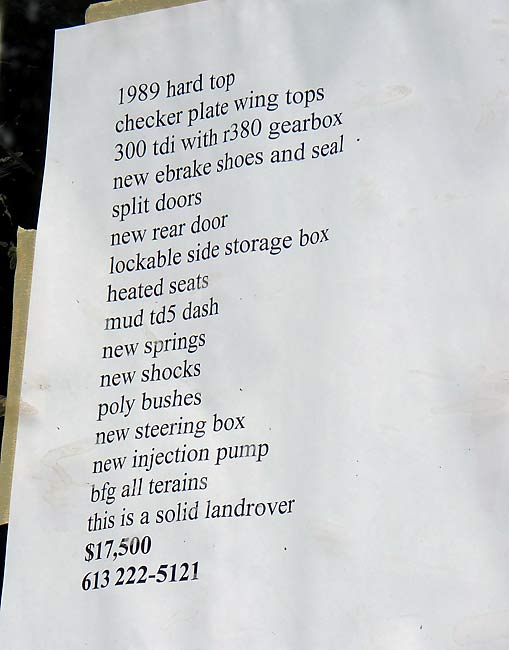 1989 hard top
checker plate wing tops
300 tdi with r380 gearbox
new ebrake shoes and seal
split doors
new rear door
lockable side storage box
heated seats
mud td5 dash
new springs
new shocks
poly bushes
new steering box
new injection pump
bfg all terains
this is a solid landrover
$17,500
613 222-5121